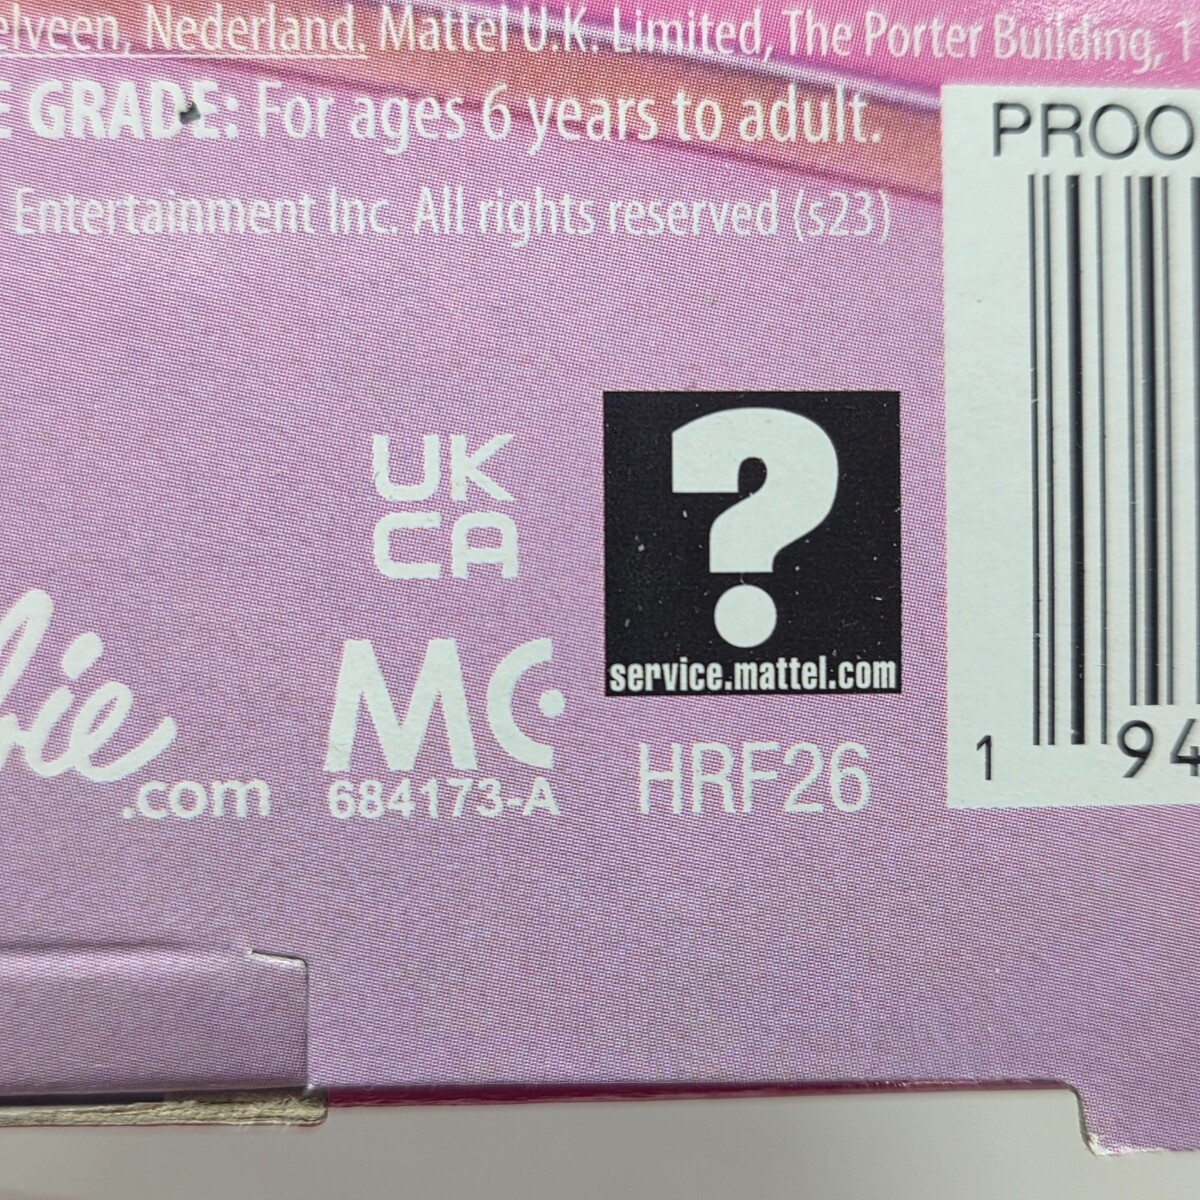 elveen, Nederland. Mattel U.K. Limited, The Porter Building, 1
E GRADE: For ages 6 years to adult.
Entertainment Inc. All rights reserved (s23)
PROO
UK
CA
?
service.mattel.com
bie
.com
MC
684173-A
HRF26
1 94